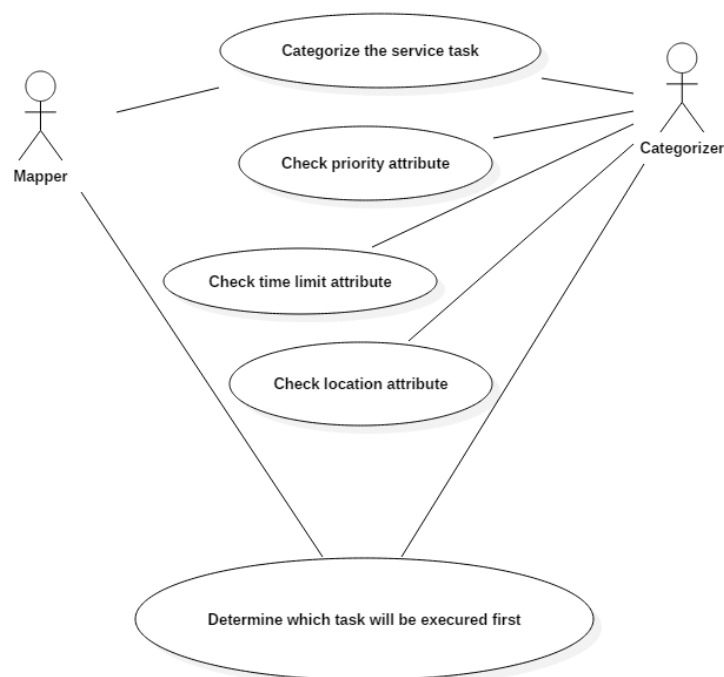 Categorize the service task
Mapper
Categorizer
Check priority attribute
Check time limit attribute
Check location attribute
Determine which task will be execured first